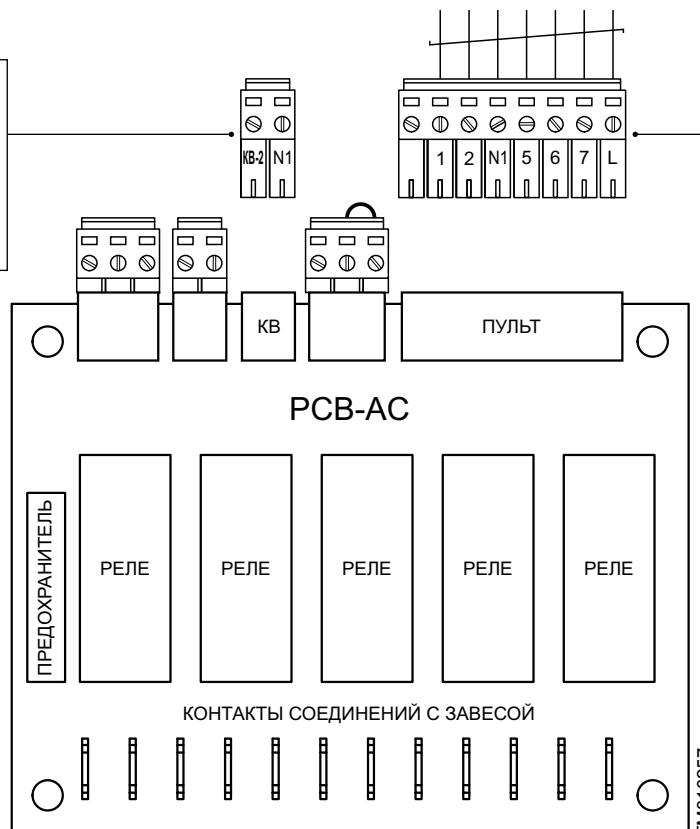 КВ-2 N1
1 2 N1 5 6 7 L
КВ
ПУЛЬТ
PCB-AC
ПРЕДОХРАНИТЕЛЬ
РЕЛЕ РЕЛЕ РЕЛЕ РЕЛЕ РЕЛЕ
КОНТАКТЫ СОЕДИНЕНИЙ С ЗАВЕСОЙ